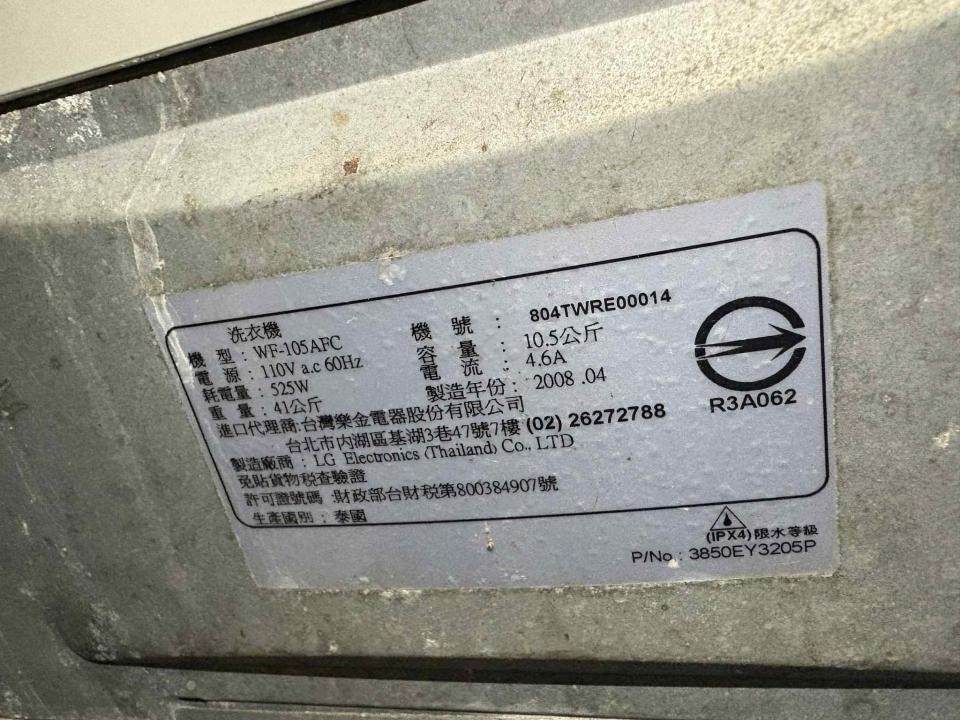 洗衣機
機型：WF-105AFC 機號：804TWRE00014
電源：110V a.c 60Hz 容量：10.5公斤
耗電量：525W 電流：4.6A
重量：41公斤 製造年份：2008 .04
進口代理商:台灣樂金電器股份有限公司
台北市內湖區基湖3巷47號7樓 (02) 26272788
製造廠商：LG Electronics (Thailand) Co., LTD
免貼貨物稅查驗證
許可證號碼 :財政部台財稅第800384907號
生產國別：泰國
R3A062
(IPX4)限水等級
P/No : 3850EY3205P